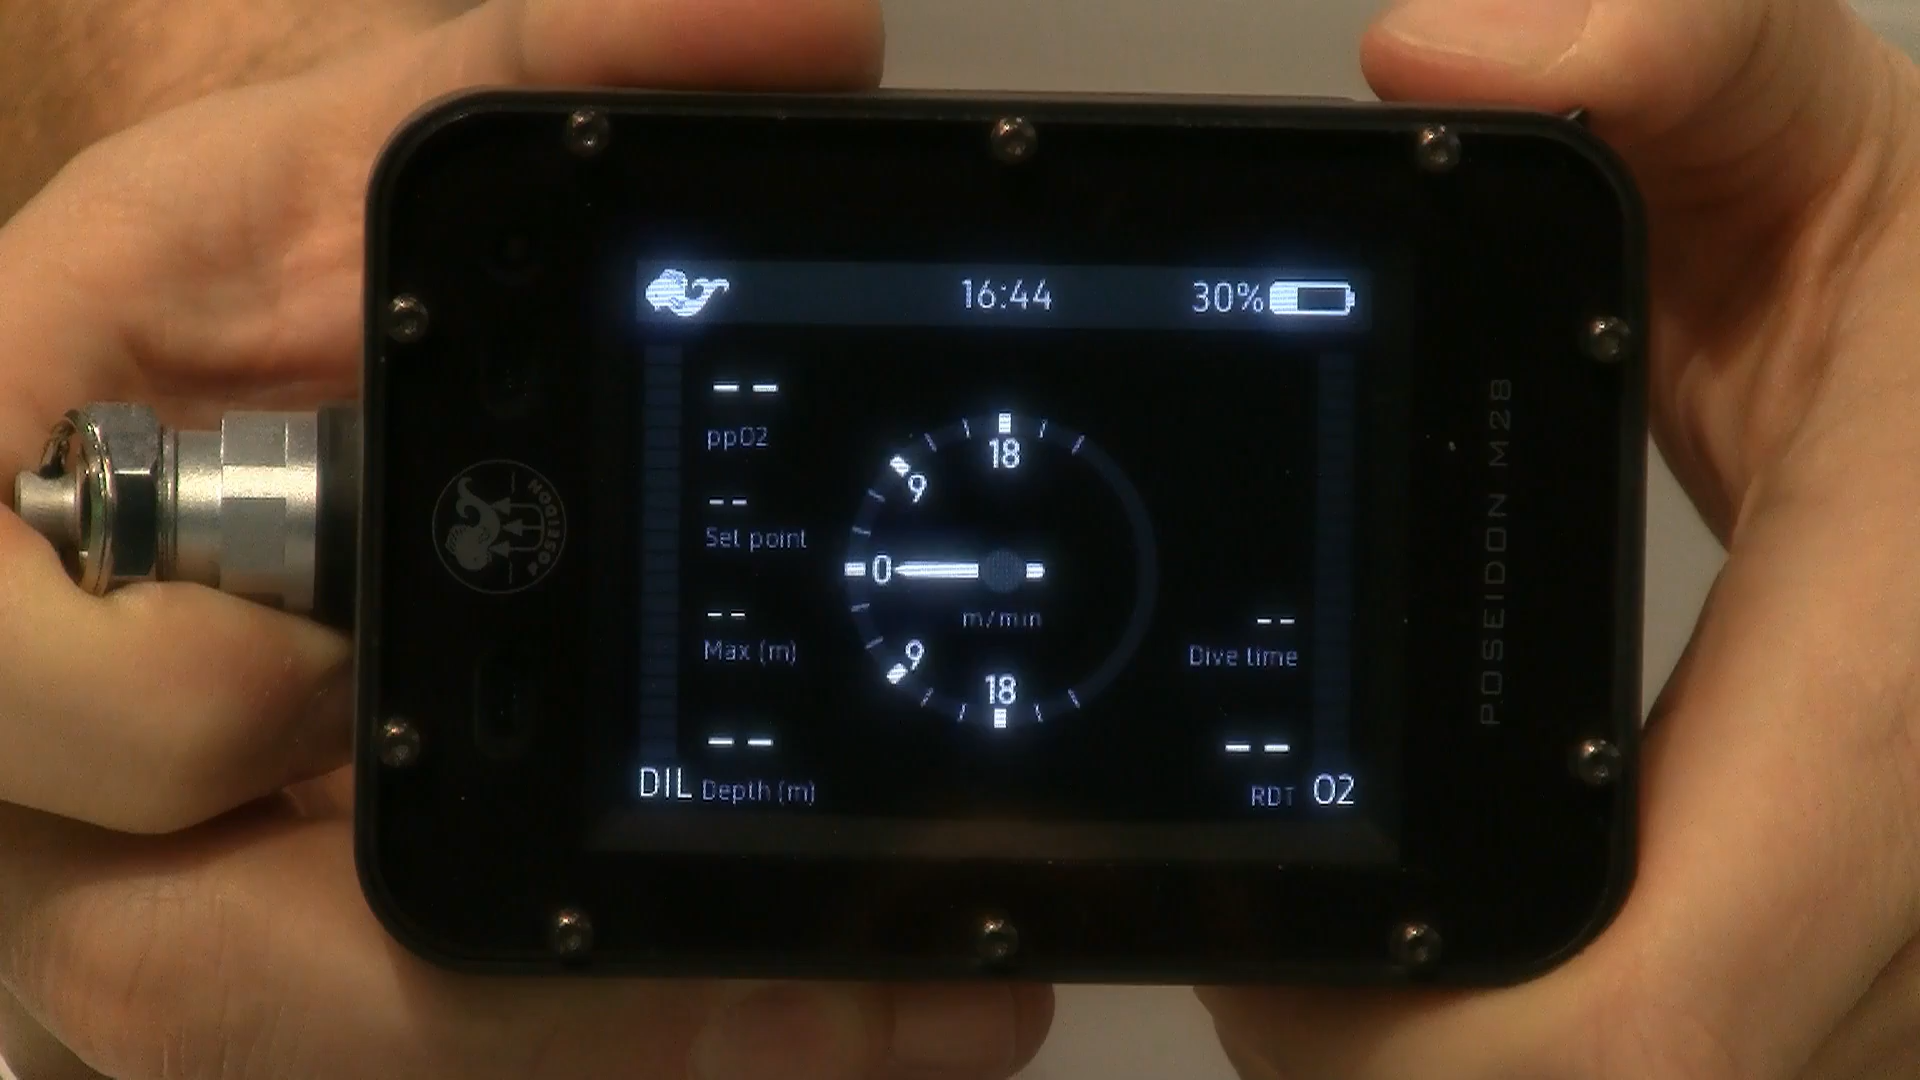 16:44 30%
-- 
ppO2
--
Set point
--
Max (m)
--
DIL Depth (m)
18
9
0
m/min
9
18
--
Dive time
--
RDT O2
POSEIDON
POSEIDON M28